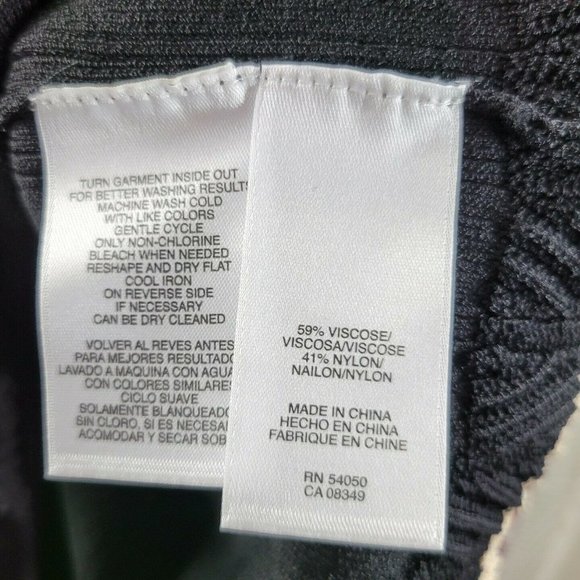 TURN GARMENT INSIDE OUT
FOR BETTER WASHING RESULTS
MACHINE WASH COLD
WITH LIKE COLORS
GENTLE CYCLE
ONLY NON-CHLORINE
BLEACH WHEN NEEDED
RESHAPE AND DRY FLAT
COOL IRON
ON REVERSE SIDE
IF NECESSARY
CAN BE DRY CLEANED
VOLVER AL REVES ANTES
PARA MEJORES RESULTADO
LAVADO A MAQUINA CON AGU
CON COLORES SIMILARES
CICLO SUAVE
SOLAMENTE BLANQUEADO
SIN CLORO, SI ES NECESA
ACOMODAR Y SECAR SOB
59% VISCOSE/
VISCOSA/VISCOSE
41% NYLON/
NAILON/NYLON
MADE IN CHINA
HECHO EN CHINA
FABRIQUE EN CHINE
RN 54050
CA 08349